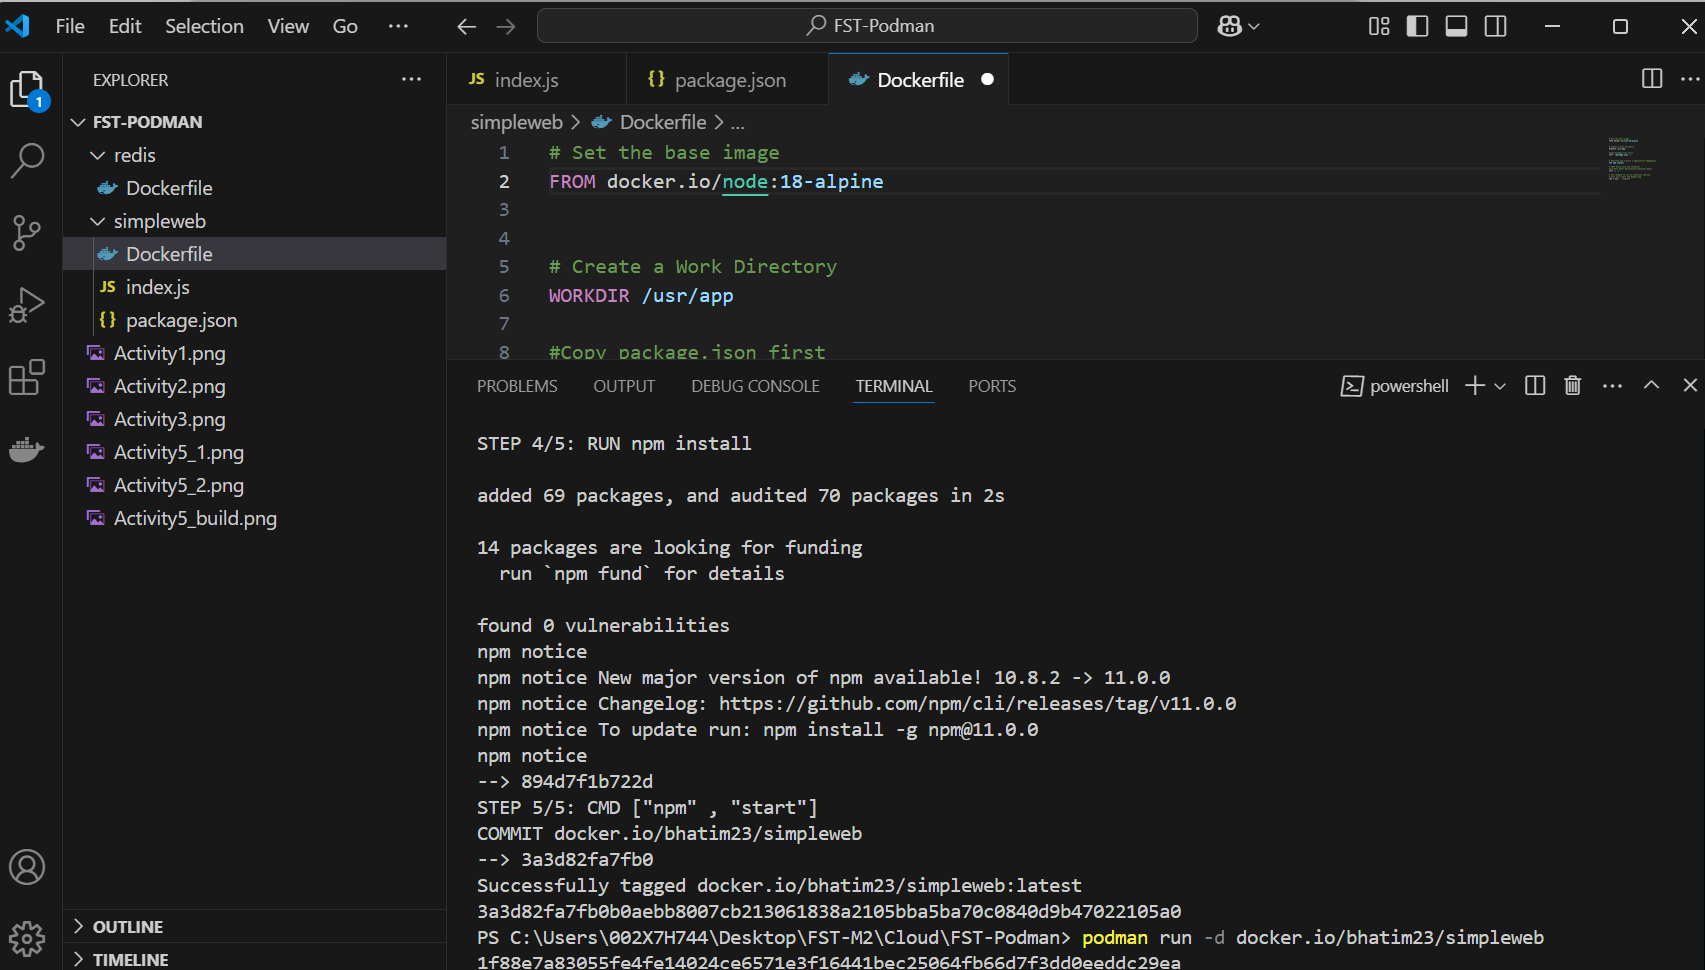 File Edit Selection View Go ···
FST-Podman
1
EXPLORER ···
FST-PODMAN
redis
Dockerfile
simpleweb
Dockerfile
JS index.js
{} package.json
Activity1.png
Activity2.png
Activity3.png
Activity5_1.png
Activity5_2.png
Activity5_build.png
OUTLINE
TIMELINE
JS index.js {} package.json Dockerfile
simpleweb > Dockerfile > ...
1 # Set the base image
2 FROM docker.io/node:18-alpine
3
4
5 # Create a Work Directory
6 WORKDIR /usr/app
7
8 #Copy package.json first
PROBLEMS OUTPUT DEBUG CONSOLE TERMINAL PORTS powershell
STEP 4/5: RUN npm install
added 69 packages, and audited 70 packages in 2s
14 packages are looking for funding
run `npm fund` for details
found 0 vulnerabilities
npm notice
npm notice New major version of npm available! 10.8.2 -> 11.0.0
npm notice Changelog: https://github.com/npm/cli/releases/tag/v11.0.0
npm notice To update run: npm install -g npm@11.0.0
npm notice
--> 894d7f1b722d
STEP 5/5: CMD ["npm" , "start"]
COMMIT docker.io/bhatim23/simpleweb
--> 3a3d82fa7fb0
Successfully tagged docker.io/bhatim23/simpleweb:latest
3a3d82fa7fb0b0aebb8007cb213061838a2105bba5ba70c0840d9b47022105a0
PS C:\Users\002X7H744\Desktop\FST-M2\Cloud\FST-Podman> podman run -d docker.io/bhatim23/simpleweb
1f88e7a83055fe4fe14024ce6571e3f16441bec25064fb66d7f3dd0eeddc29ea